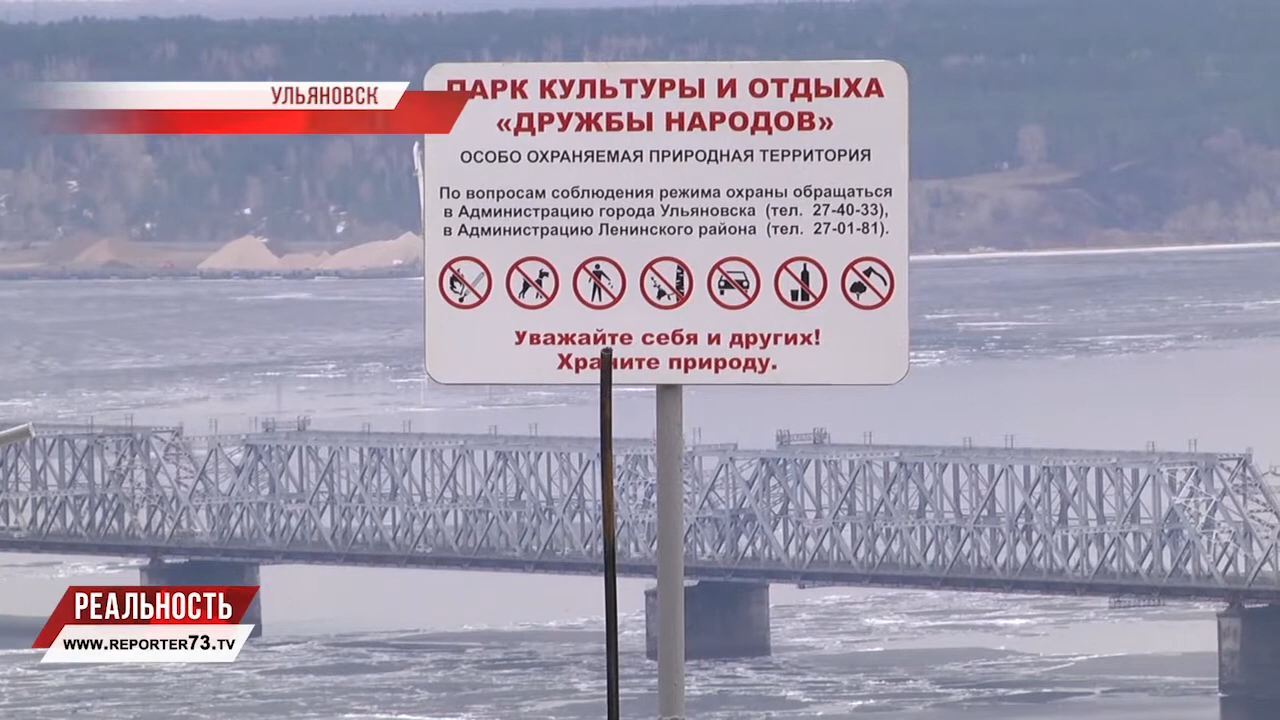 УЛЬЯНОВСК
ПАРК КУЛЬТУРЫ И ОТДЫХА
«ДРУЖБЫ НАРОДОВ»
ОСОБО ОХРАНЯЕМАЯ ПРИРОДНАЯ ТЕРРИТОРИЯ
По вопросам соблюдения режима охраны обращаться
в Администрацию города Ульяновска (тел. 27-40-33),
в Администрацию Ленинского района (тел. 27-01-81).
Уважайте себя и других!
Храните природу.
РЕАЛЬНОСТЬ
WWW.REPORTER73.TV